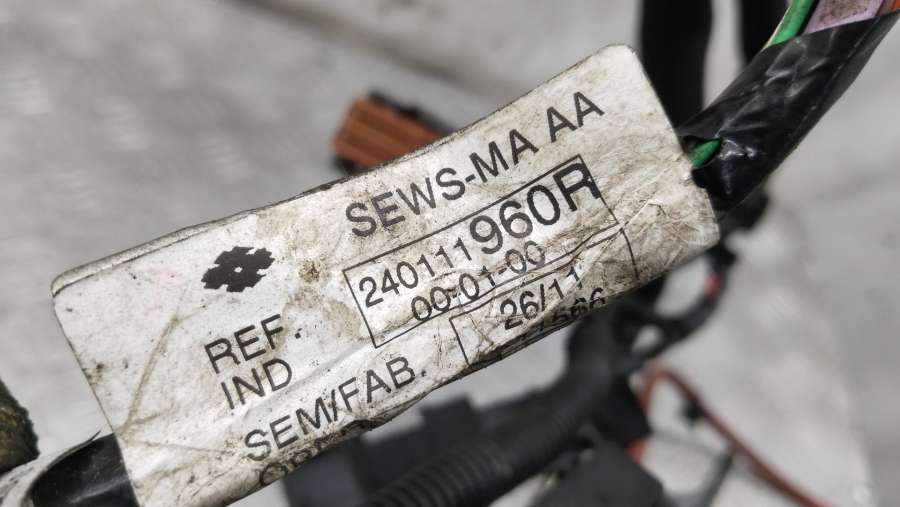 SEWS-MA AA
REF. 240111960R
IND 00-01-00
SEM/FAB. 26/11